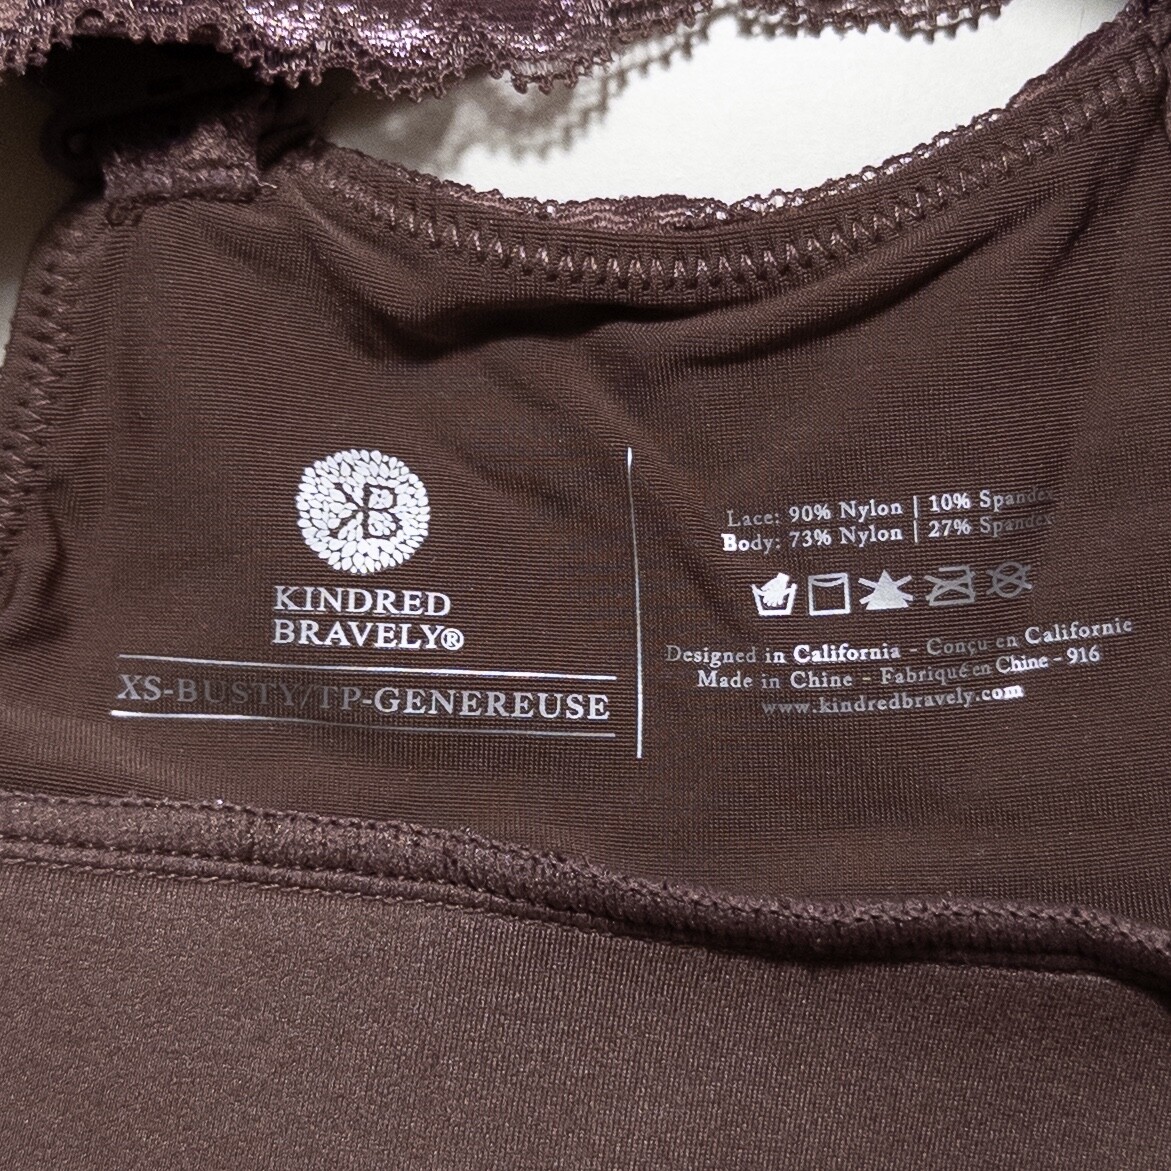 KB
KINDRED
BRAVELY®
XS-BUSTY/TP-GENEREUSE
Lace: 90% Nylon | 10% Spandex
Body: 73% Nylon | 27% Spandex
Designed in California - Conçu en Californie
Made in Chine - Fabriqué en Chine - 916
www.kindredbravely.com